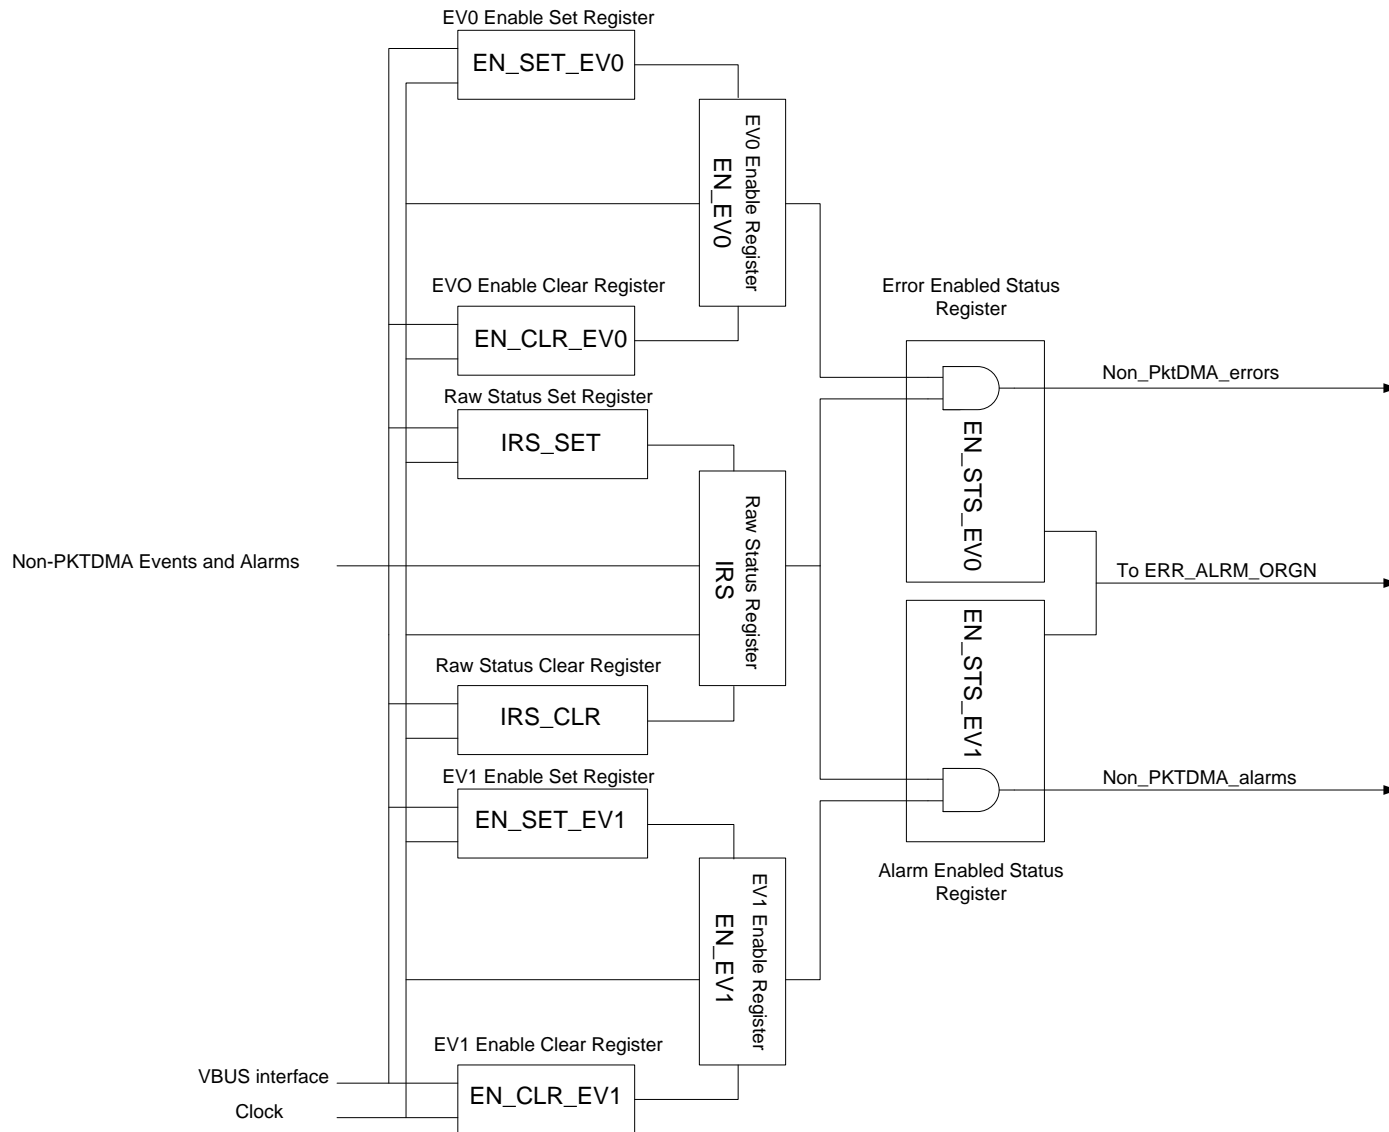 EV0 Enable Set Register
EN_SET_EV0
EV0 Enable Register
EN_EV0
EVO Enable Clear Register
EN_CLR_EV0
Raw Status Set Register
IRS_SET
Non-PKTDMA Events and Alarms
Raw Status Register
IRS
Raw Status Clear Register
IRS_CLR
EV1 Enable Set Register
EN_SET_EV1
EV1 Enable Register
EN_EV1
EV1 Enable Clear Register
EN_CLR_EV1
VBUS interface
Clock
Error Enabled Status
Register
EN_STS_EV0
Non_PktDMA_errors
To ERR_ALRM_ORGN
EN_STS_EV1
Non_PKTDMA_alarms
Alarm Enabled Status
Register